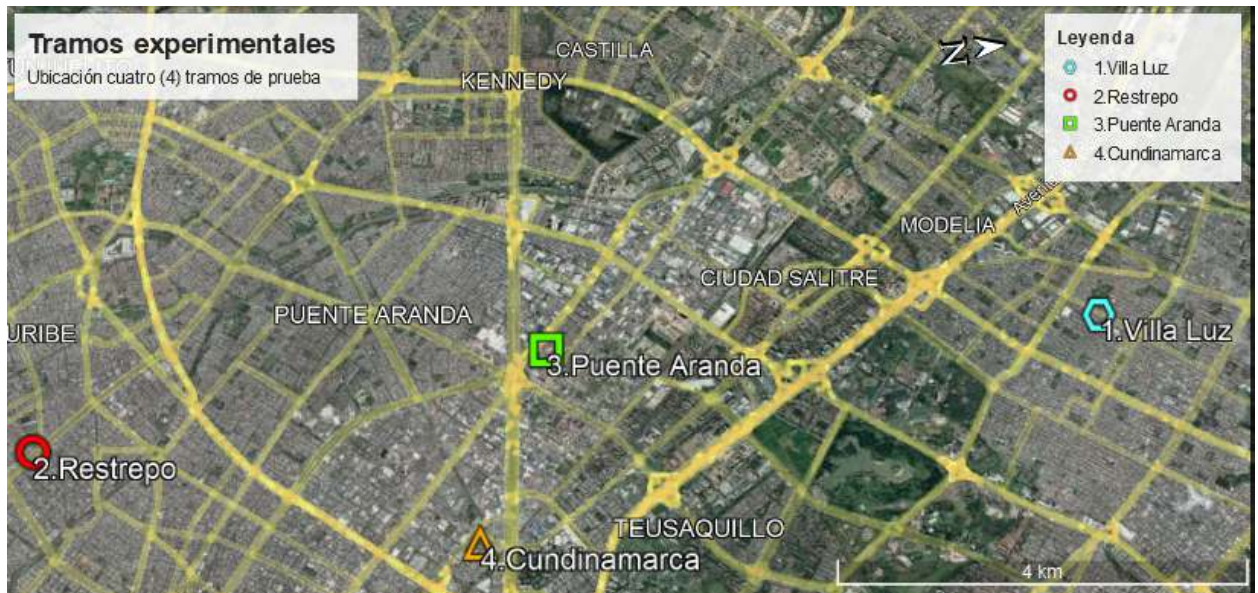 Tramos experimentales
Ubicación cuatro (4) tramos de prueba
CASTILLA
KENNEDY
Leyenda
1.Villa Luz
2.Restrepo
3.Puente Aranda
4.Cundinamarca
N
Avenid
MODELIA
CIUDAD SALITRE
PUENTE ARANDA
URIBE
1.Villa Luz
3.Puente Aranda
2.Restrepo
TEUSAQUILLO
4.Cundinamarca
4 km